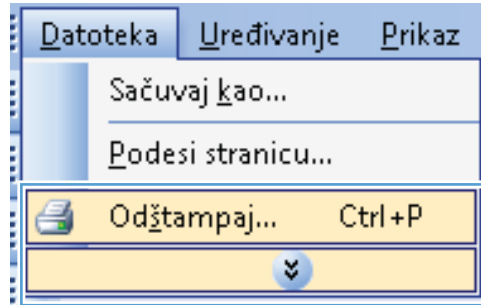 Datoteka Uređivanje Prikaz
Sačuvaj kao...
Podesi stranicu...
Odštampaj... Ctrl+P